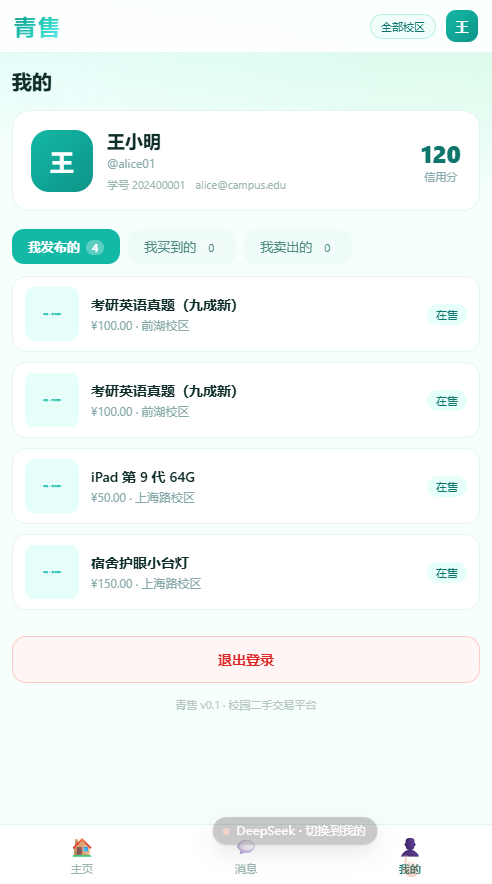 青售
全部校区
王
我的
王
王小明
@alice01
学号 202400001 alice@campus.edu
120
信用分
我发布的 4
我买到的 0
我卖出的 0
考研英语真题（九成新）
¥100.00 · 前湖校区
在售
考研英语真题（九成新）
¥100.00 · 前湖校区
在售
iPad 第 9 代 64G
¥50.00 · 上海路校区
在售
宿舍护眼小台灯
¥150.00 · 上海路校区
在售
退出登录
青售 v0.1 · 校园二手交易平台
DeepSeek · 切换到我的
主页
消息
我的